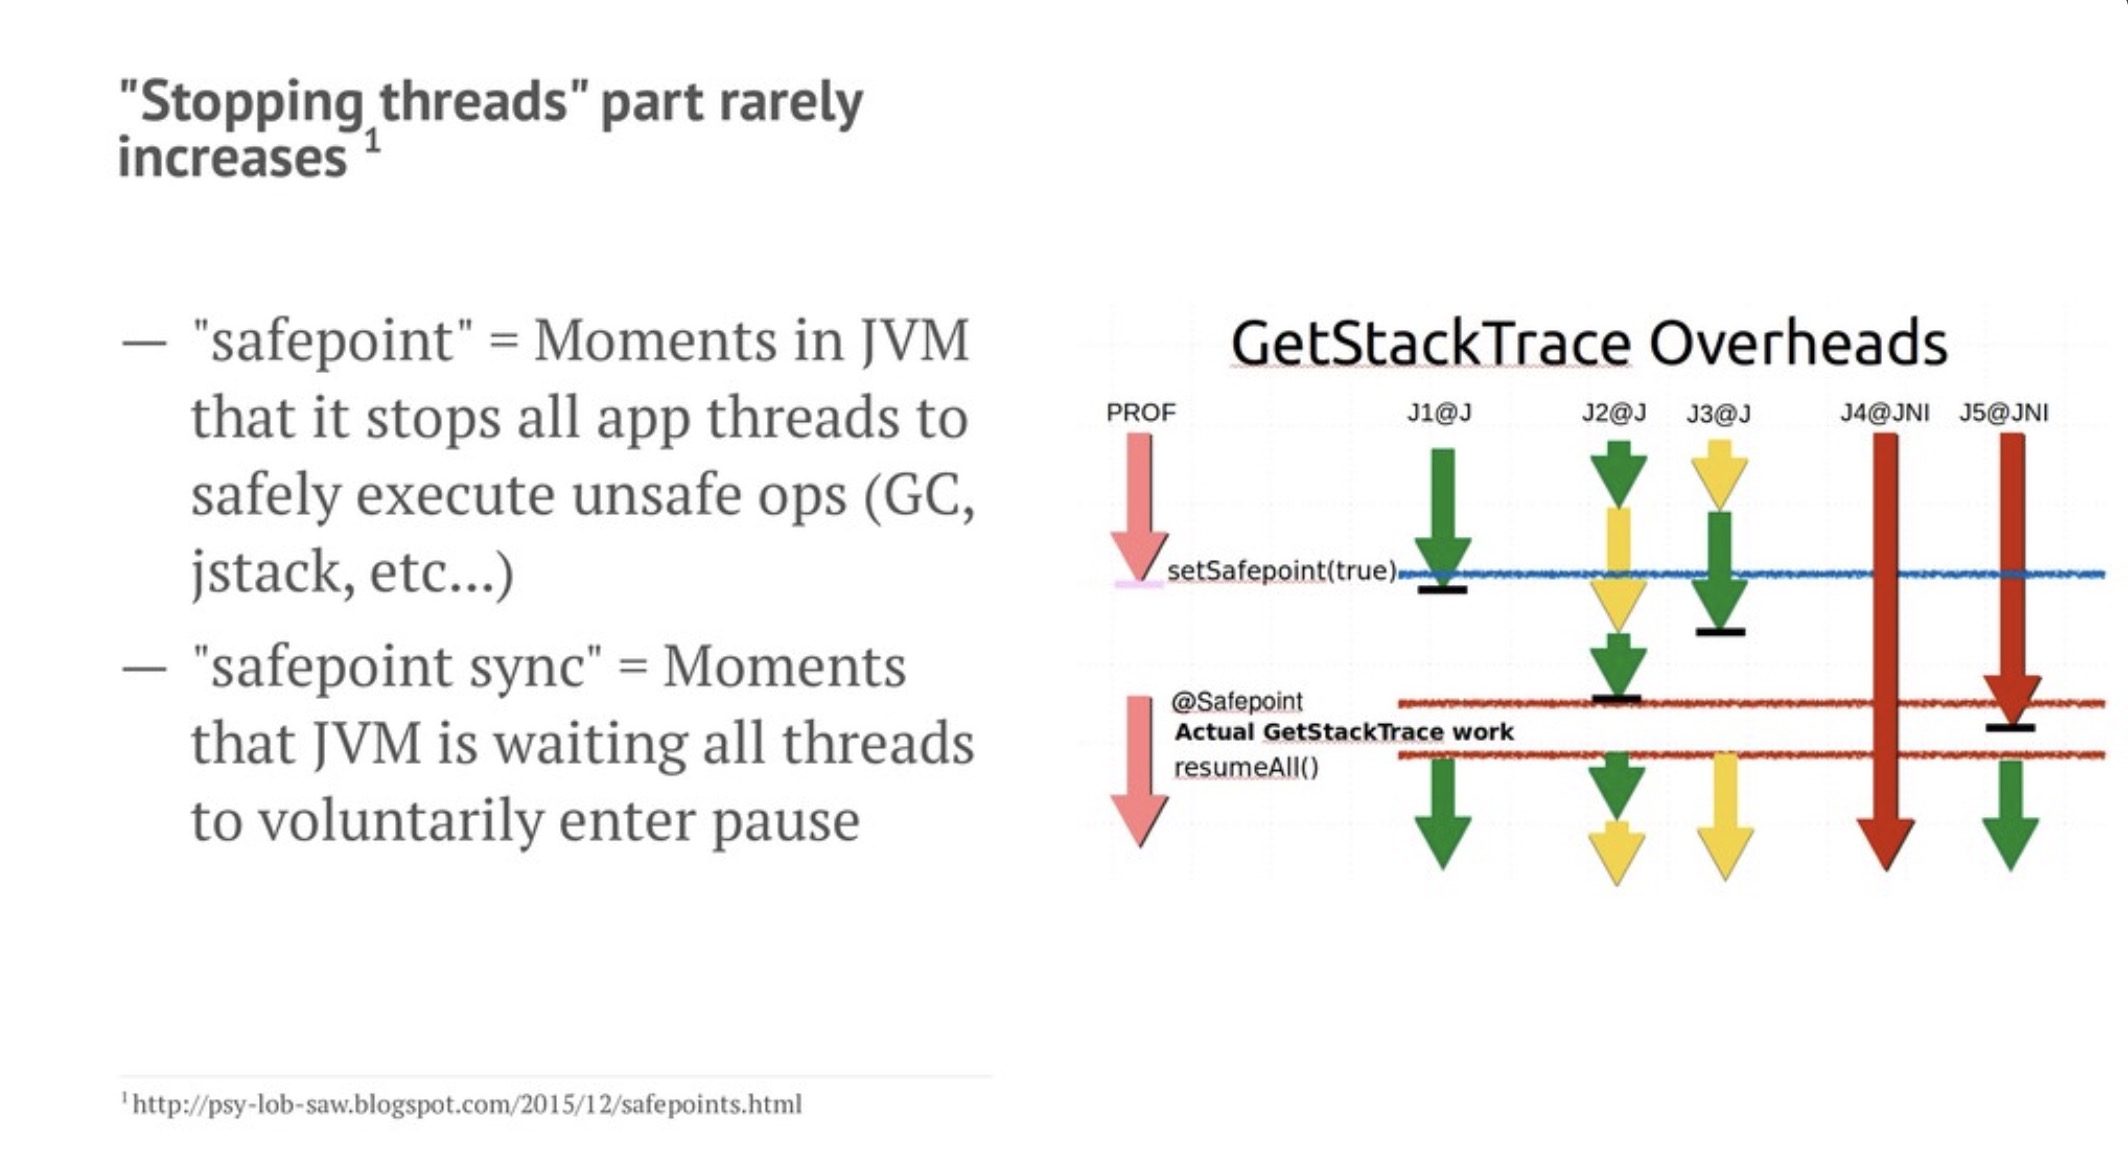 "Stopping threads" part rarely
increases 1
— "safepoint" = Moments in JVM
that it stops all app threads to
safely execute unsafe ops (GC,
jstack, etc...)
— "safepoint sync" = Moments
that JVM is waiting all threads
to voluntarily enter pause
GetStackTrace Overheads
PROF J1@J J2@J J3@J J4@JNI J5@JNI
setSafepoint(true)
@Safepoint
Actual GetStackTrace work
resumeAll()
1 http://psy-lob-saw.blogspot.com/2015/12/safepoints.html